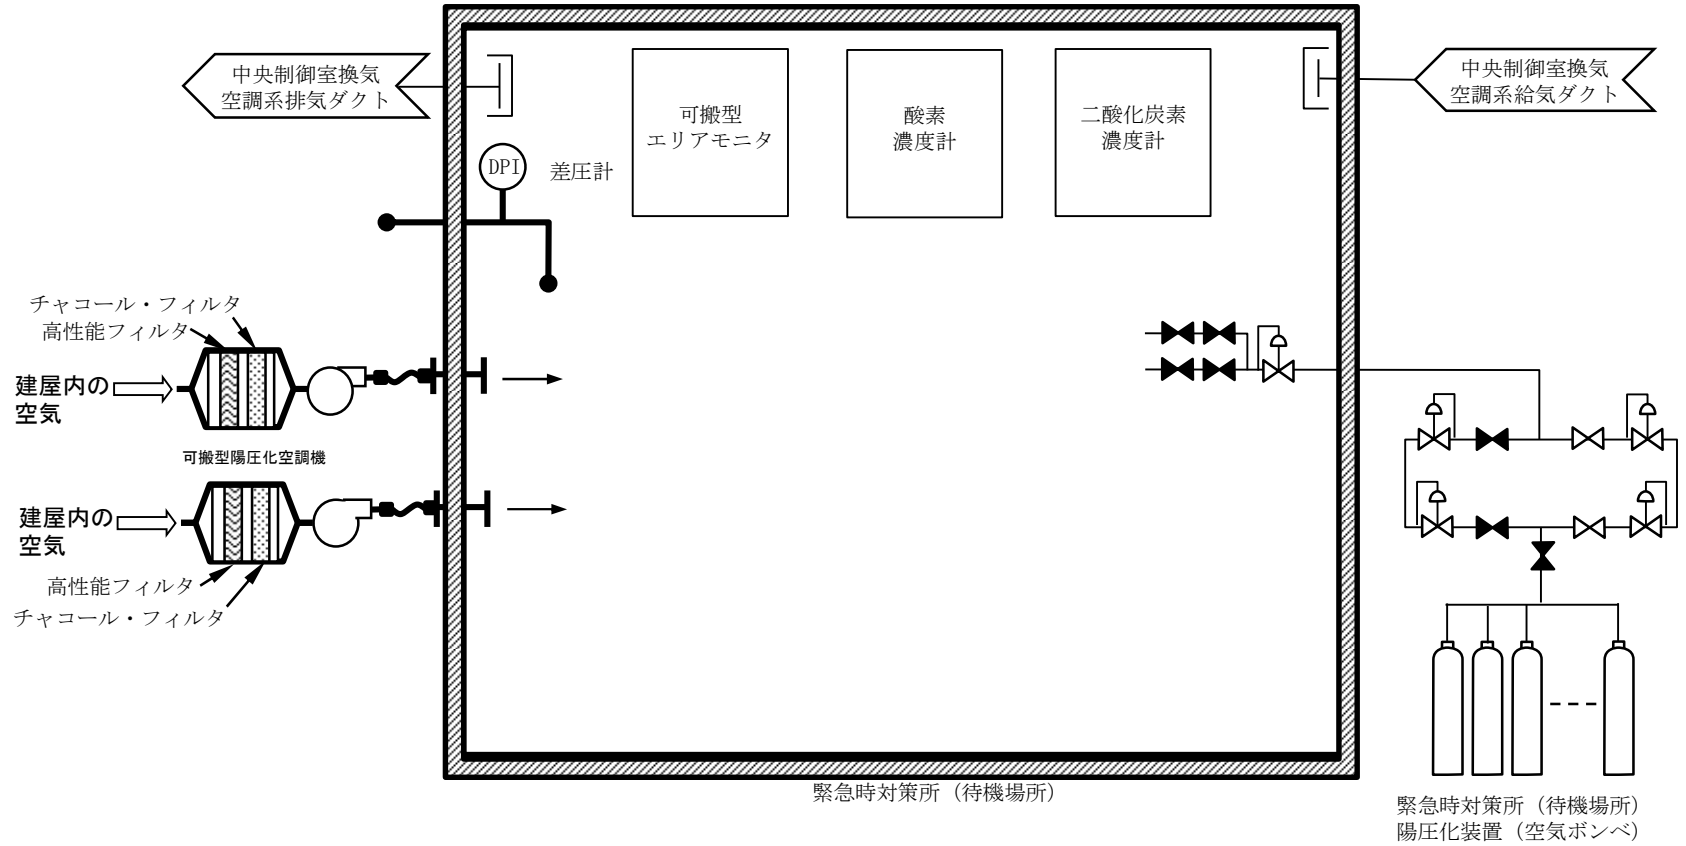 中央制御室換気
空調系排気ダクト
可搬型
エリアモニタ
酸素
濃度計
二酸化炭素
濃度計
中央制御室換気
空調系給気ダクト
DPI
差圧計
チャコール・フィルタ
高性能フィルタ
建屋内の
空気
可搬型陽圧化空調機
建屋内の
空気
高性能フィルタ
チャコール・フィルタ
緊急時対策所（待機場所）
緊急時対策所（待機場所）
陽圧化装置（空気ボンベ）